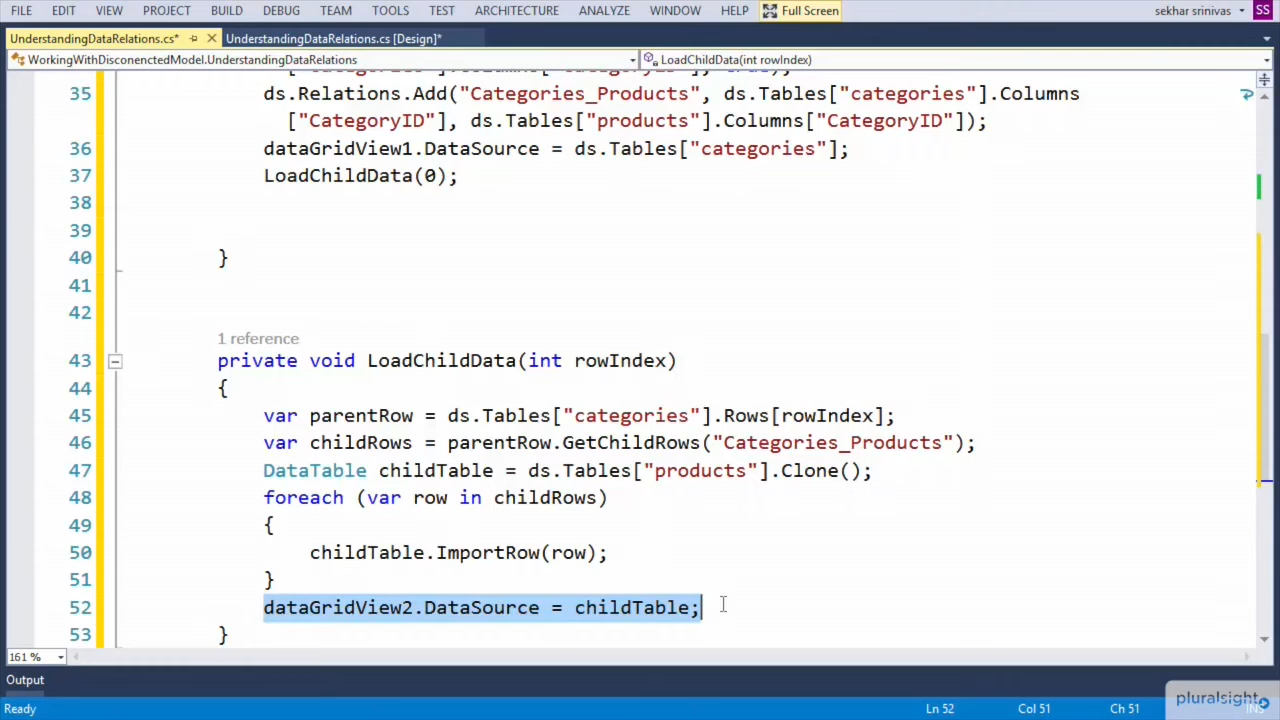 FILE EDIT VIEW PROJECT BUILD DEBUG TEAM TOOLS TEST ARCHITECTURE ANALYZE WINDOW HELP Full Screen sekhar srinivas SS
UnderstandingDataRelations.cs* UnderstandingDataRelations.cs [Design]*
WorkingWithDisconenctedModel.UnderstandingDataRelations LoadChildData(int rowIndex)
35 ds.Relations.Add("Categories_Products", ds.Tables["categories"].Columns
["CategoryID"], ds.Tables["products"].Columns["CategoryID"]);
36 dataGridView1.DataSource = ds.Tables["categories"];
37 LoadChildData(0);
38
39
40 }
41
42
1 reference
43 private void LoadChildData(int rowIndex)
44 {
45 var parentRow = ds.Tables["categories"].Rows[rowIndex];
46 var childRows = parentRow.GetChildRows("Categories_Products");
47 DataTable childTable = ds.Tables["products"].Clone();
48 foreach (var row in childRows)
49 {
50 childTable.ImportRow(row);
51 }
52 dataGridView2.DataSource = childTable;
53 }
161 %
Output
pluralsight
Ready Ln 52 Col 51 Ch 51 INS